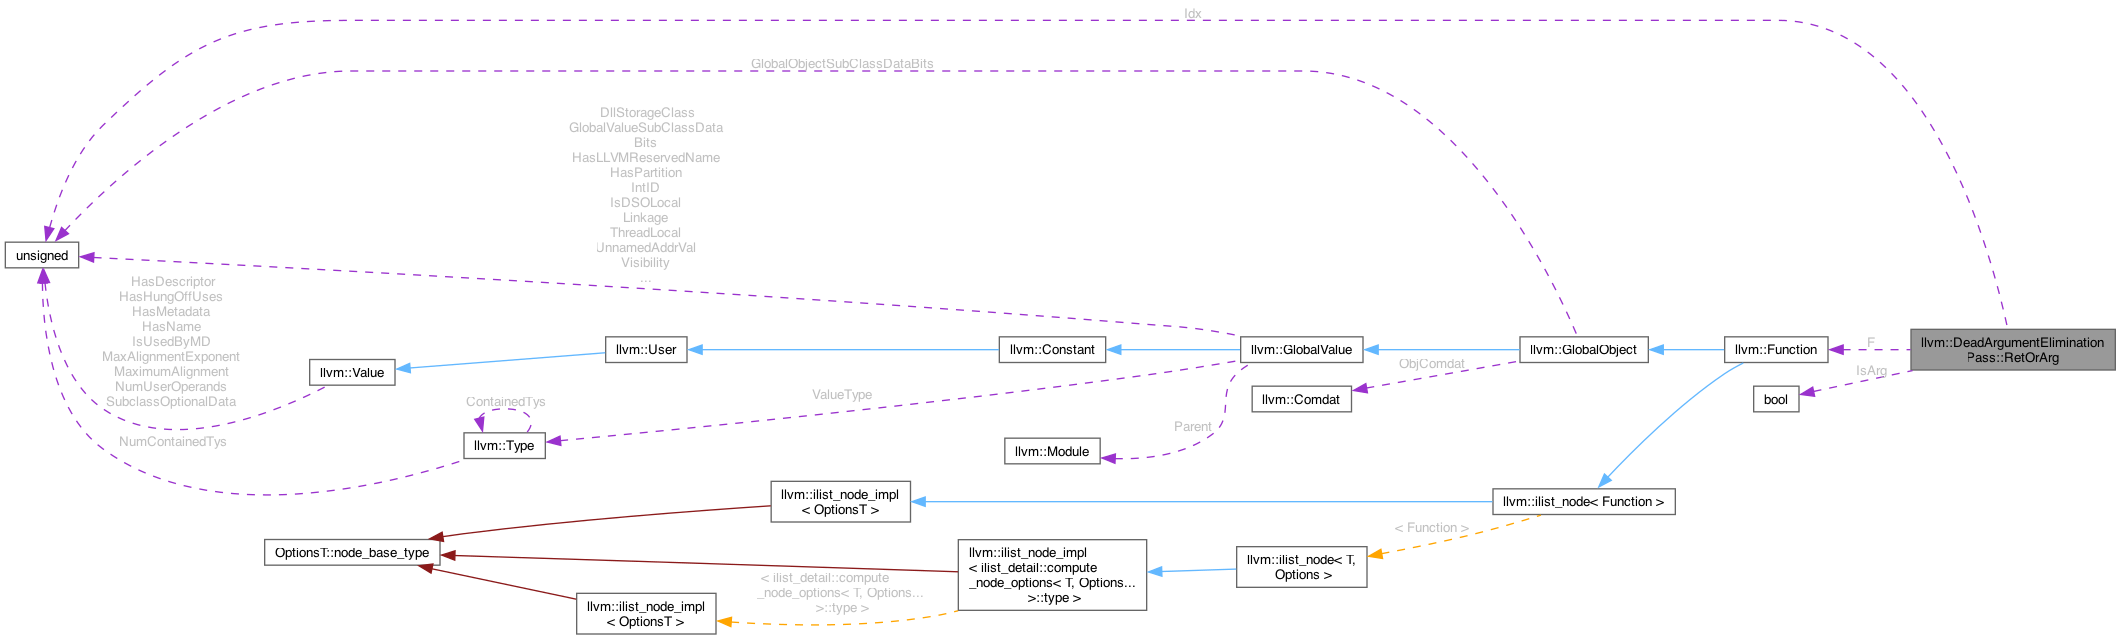 Idx
GlobalObjectSubClassDataBits
DllStorageClass
GlobalValueSubClassData
Bits
HasLLVMReservedName
HasPartition
IntID
IsDSOLocal
Linkage
ThreadLocal
UnnamedAddrVal
Visibility
...
unsigned
HasDescriptor
HasHungOffUses
HasMetadata
HasName
IsUsedByMD
MaxAlignmentExponent
MaximumAlignment
NumUserOperands
SubclassOptionalData
NumContainedTys
llvm::Value
llvm::User
llvm::Constant
llvm::GlobalValue
llvm::GlobalObject
llvm::Function
F
llvm::DeadArgumentElimination
Pass::RetOrArg
IsArg
bool
ObjComdat
llvm::Comdat
ValueType
ContainedTys
llvm::Type
Parent
llvm::Module
llvm::ilist_node_impl
< OptionsT >
llvm::ilist_node< Function >
< Function >
OptionsT::node_base_type
llvm::ilist_node_impl
< ilist_detail::compute
_node_options< T, Options...
>::type >
llvm::ilist_node< T,
Options >
< ilist_detail::compute
_node_options< T, Options...
>::type >
llvm::ilist_node_impl
< OptionsT >